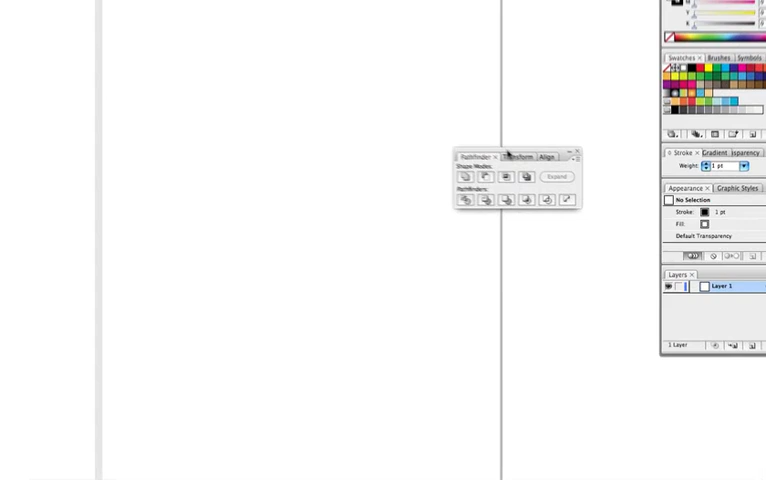 M
Y
K
Swatches × Brushes Symbols
Pathfinder × Transform Align
Shape Modes:
Expand
Pathfinders:
Stroke × Gradient
Weight: 1 pt
Appearance × Graphic Styles
No Selection
Stroke: 1 pt
Fill:
Default Transparency
Layers ×
Layer 1
1 Layer